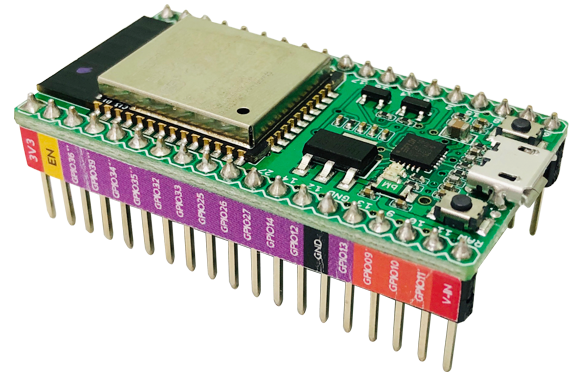 3V3
EN
GPIO36**
GPIO39**
GPIO34**
GPIO35**
GPIO32
GPIO33
GPIO25
GPIO26
GPIO27
GPIO14
GPIO12
GND
GPIO13
GPIO09
GPIO10
GPIO11
V-IN